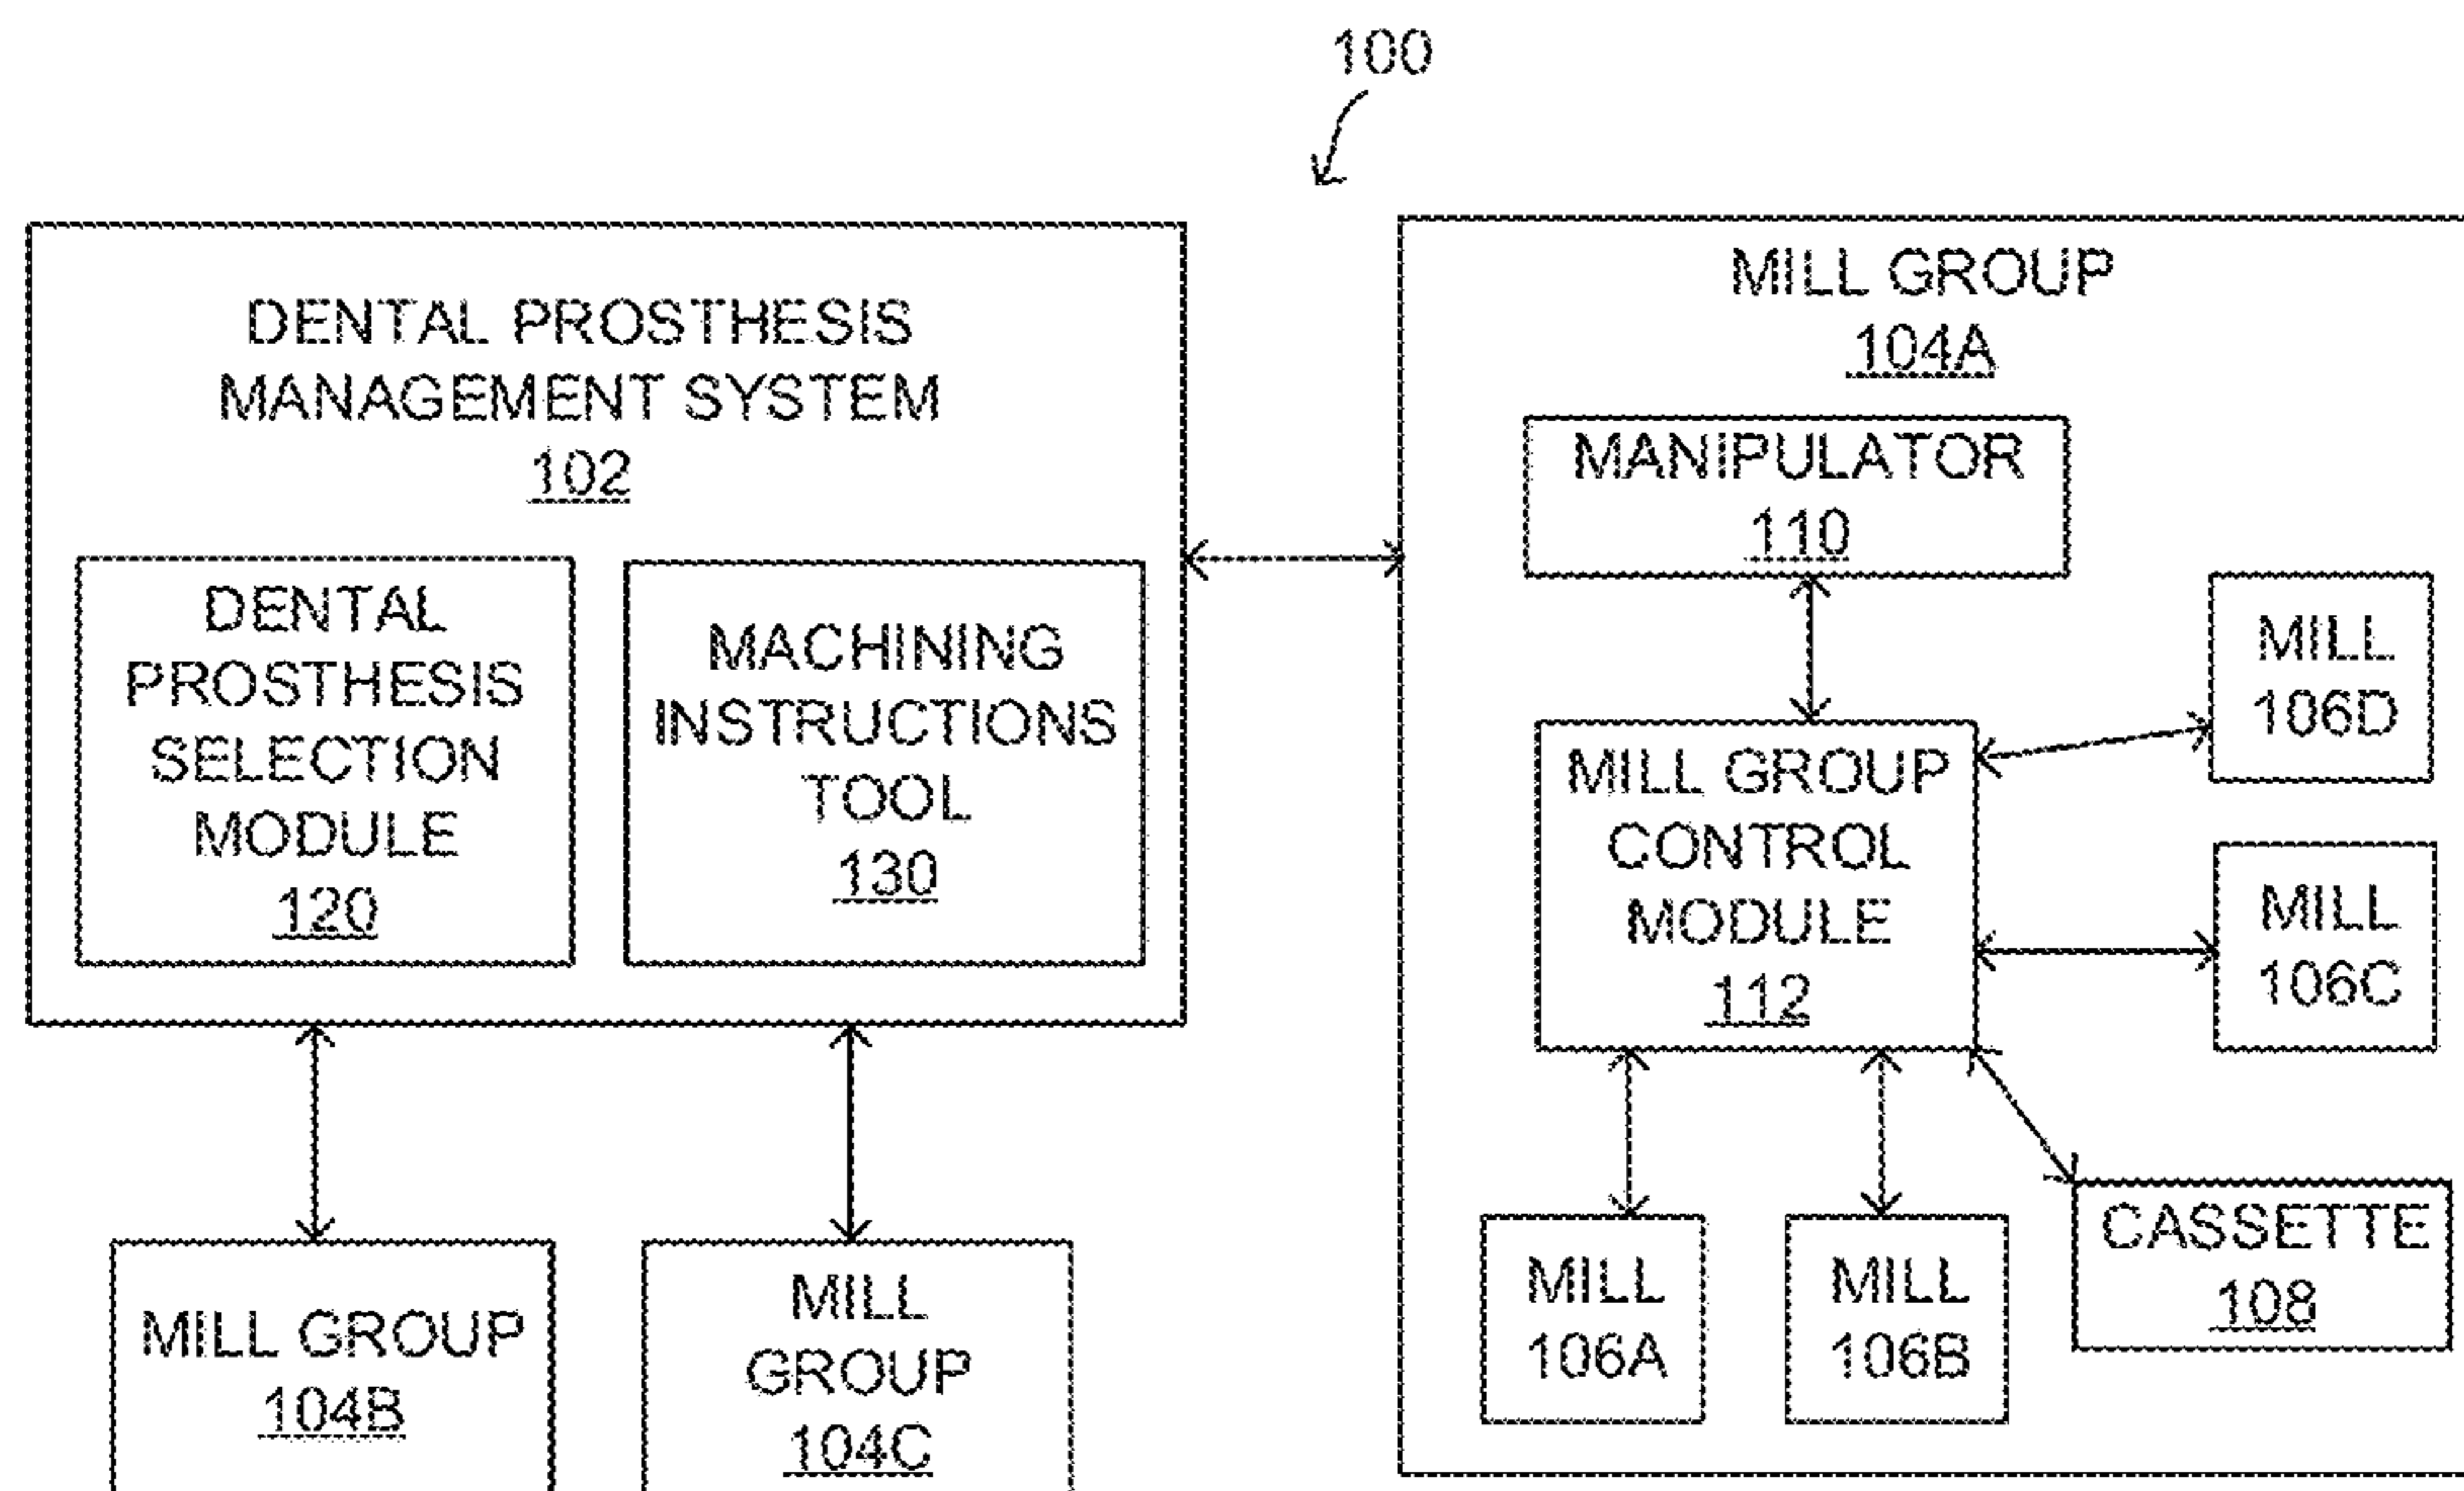 100
DENTAL PROSTHESIS
MANAGEMENT SYSTEM
102
DENTAL
PROSTHESIS
SELECTION
MODULE
120
MACHINING
INSTRUCTIONS
TOOL
130
MILL GROUP
104B
MILL
GROUP
104C
MILL GROUP
104A
MANIPULATOR
110
MILL GROUP
CONTROL
MODULE
112
MILL
106D
MILL
106C
MILL
106A
MILL
106B
CASSETTE
108